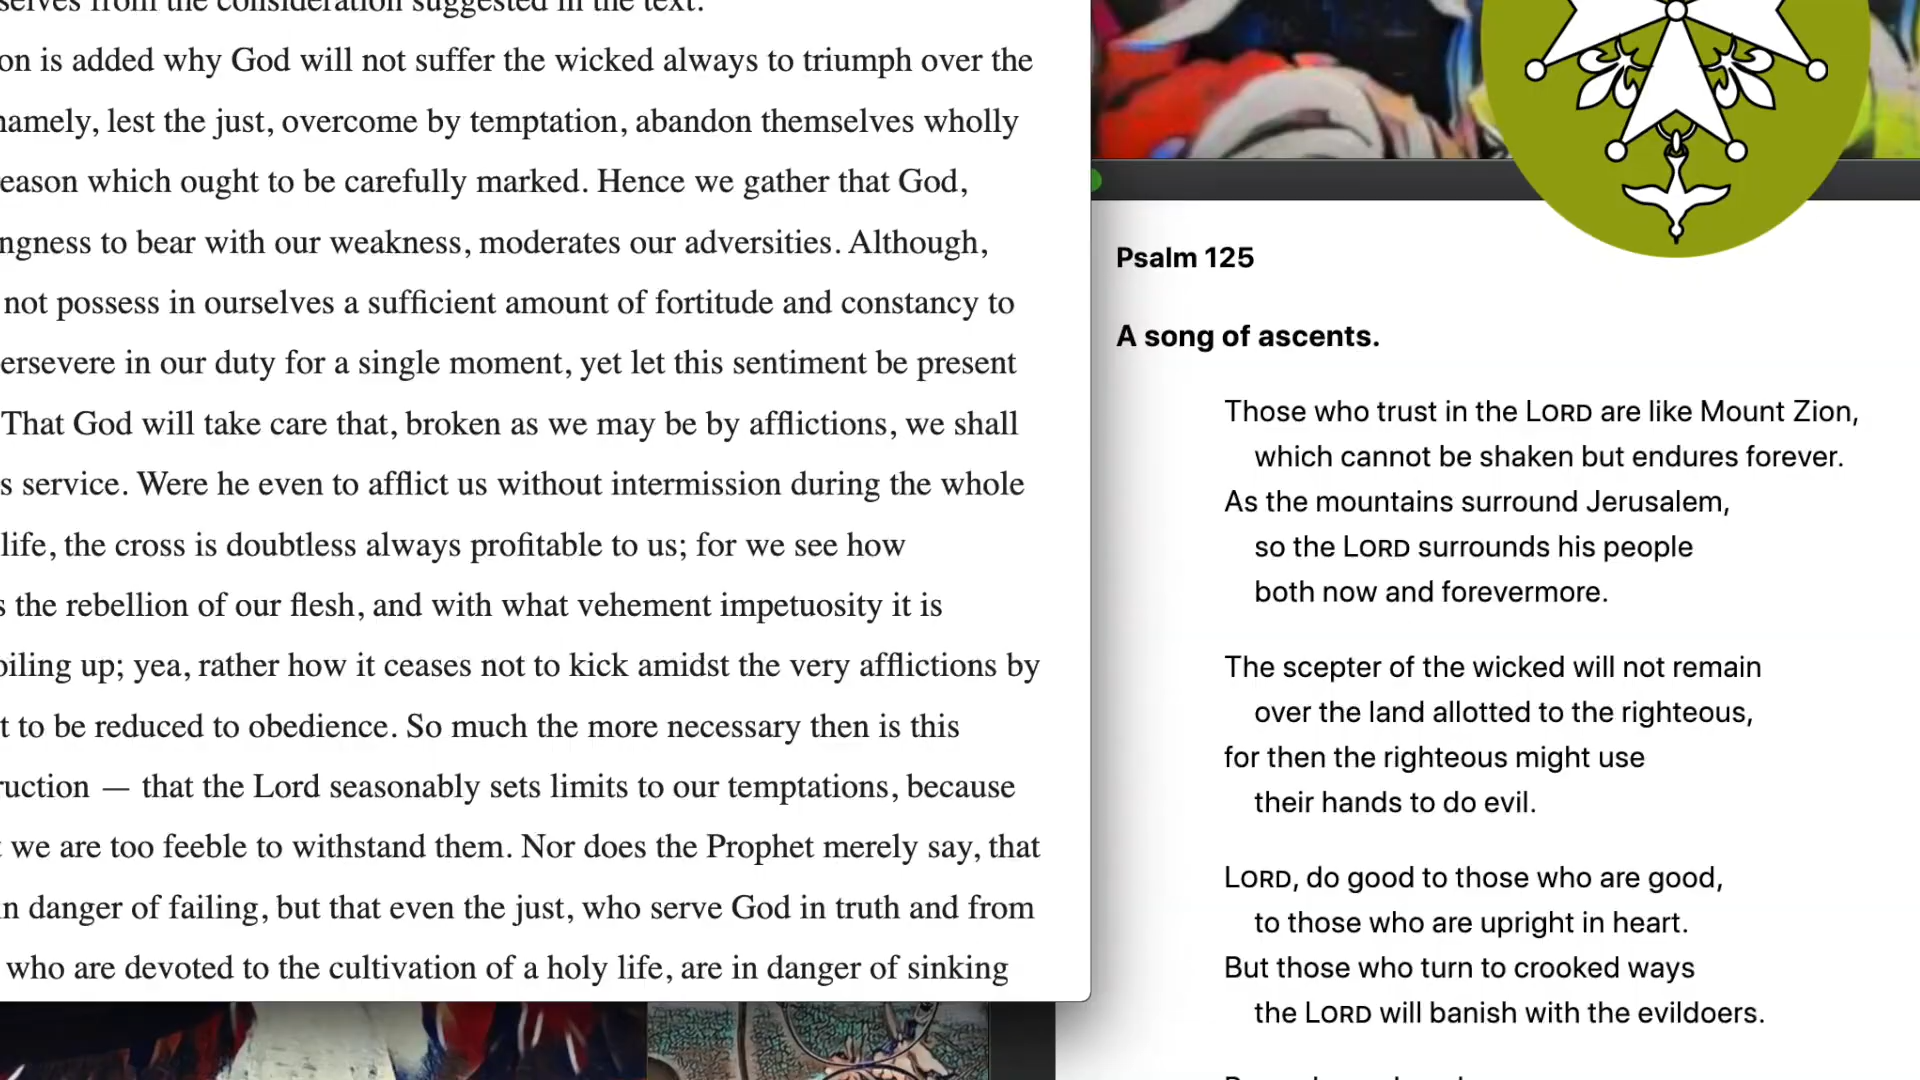 selves from the consideration suggested in the text.
on is added why God will not suffer the wicked always to triumph over the
namely, lest the just, overcome by temptation, abandon themselves wholly
eason which ought to be carefully marked. Hence we gather that God,
ngness to bear with our weakness, moderates our adversities. Although,
not possess in ourselves a sufficient amount of fortitude and constancy to
ersevere in our duty for a single moment, yet let this sentiment be present
That God will take care that, broken as we may be by afflictions, we shall
s service. Were he even to afflict us without intermission during the whole
life, the cross is doubtless always profitable to us; for we see how
s the rebellion of our flesh, and with what vehement impetuosity it is
oiling up; yea, rather how it ceases not to kick amidst the very afflictions by
t to be reduced to obedience. So much the more necessary then is this
ruction — that the Lord seasonably sets limits to our temptations, because
we are too feeble to withstand them. Nor does the Prophet merely say, that
in danger of failing, but that even the just, who serve God in truth and from
who are devoted to the cultivation of a holy life, are in danger of sinking
Psalm 125
A song of ascents.
Those who trust in the LORD are like Mount Zion,
which cannot be shaken but endures forever.
As the mountains surround Jerusalem,
so the LORD surrounds his people
both now and forevermore.
The scepter of the wicked will not remain
over the land allotted to the righteous,
for then the righteous might use
their hands to do evil.
LORD, do good to those who are good,
to those who are upright in heart.
But those who turn to crooked ways
the LORD will banish with the evildoers.